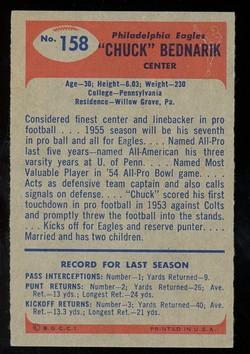 No. 158
Philadelphia Eagles
"CHUCK" BEDNARIK
CENTER
Age—30; Height—6.03; Weight—230
College—Pennsylvania
Residence—Willow Grove, Pa.
Considered finest center and linebacker in pro
football . . . 1955 season will be his seventh
in pro ball and all for Eagles. . . . Named All-Pro
last five years—named All-American his three
varsity years at U. of Penn. . . . Named Most
Valuable Player in '54 All-Pro Bowl game. . . .
Acts as defensive team captain and also calls
signals on defense. . . . "Chuck" scored his first
touchdown in pro football in 1953 against Colts
and promptly threw the football into the stands.
. . . Kicks off for Eagles and reserve punter. . . .
Married and has two children.
RECORD FOR LAST SEASON
PASS INTERCEPTIONS: Number—1; Yards Returned—9.
PUNT RETURNS: Number—2; Yards Returned—26; Ave.
Ret.—13 yds.; Longest Ret.—24 yds.
KICKOFF RETURNS: Number—3; Yards Returned—40; Ave.
Ret.—13.3 yds.; Longest Ret.—21 yds.
© B.G.C.C.I.
PRINTED IN U.S.A.